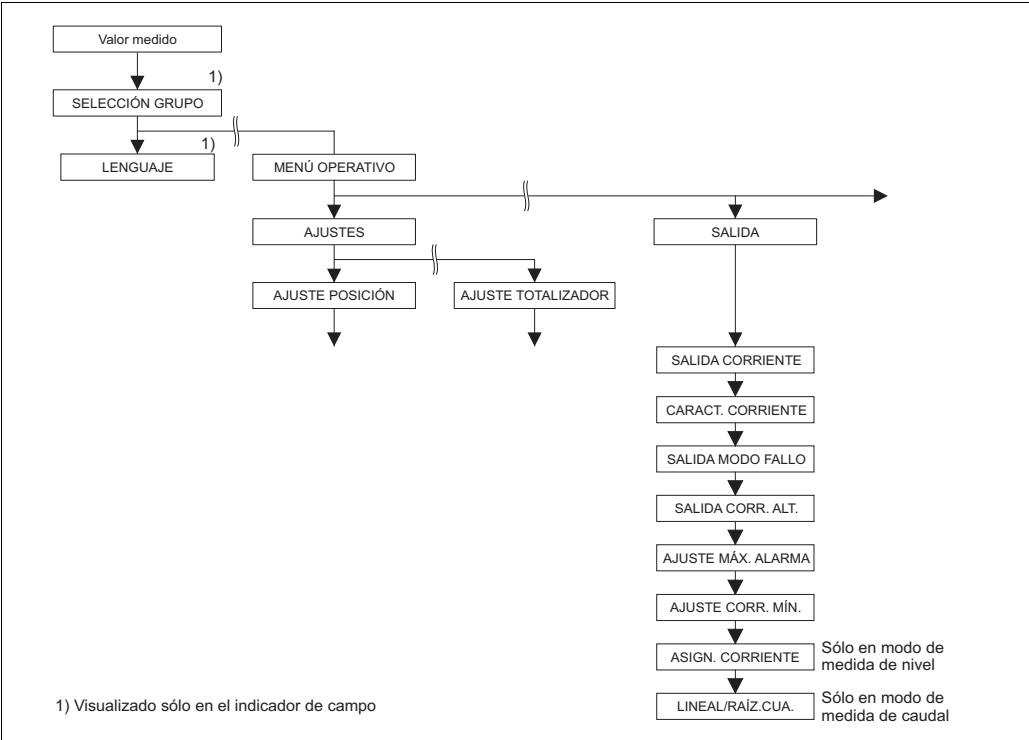 Valor medido
1)
SELECCIÓN GRUPO
1)
LENGUAJE
MENÚ OPERATIVO
AJUSTES
SALIDA
AJUSTE POSICIÓN
AJUSTE TOTALIZADOR
SALIDA CORRIENTE
CARACT. CORRIENTE
SALIDA MODO FALLO
SALIDA CORR. ALT.
AJUSTE MÁX. ALARMA
AJUSTE CORR. MÍN.
ASIGN. CORRIENTE
Sólo en modo de
medida de nivel
LINEAL/RAÍZ.CUA.
Sólo en modo de
medida de caudal
1) Visualizado sólo en el indicador de campo